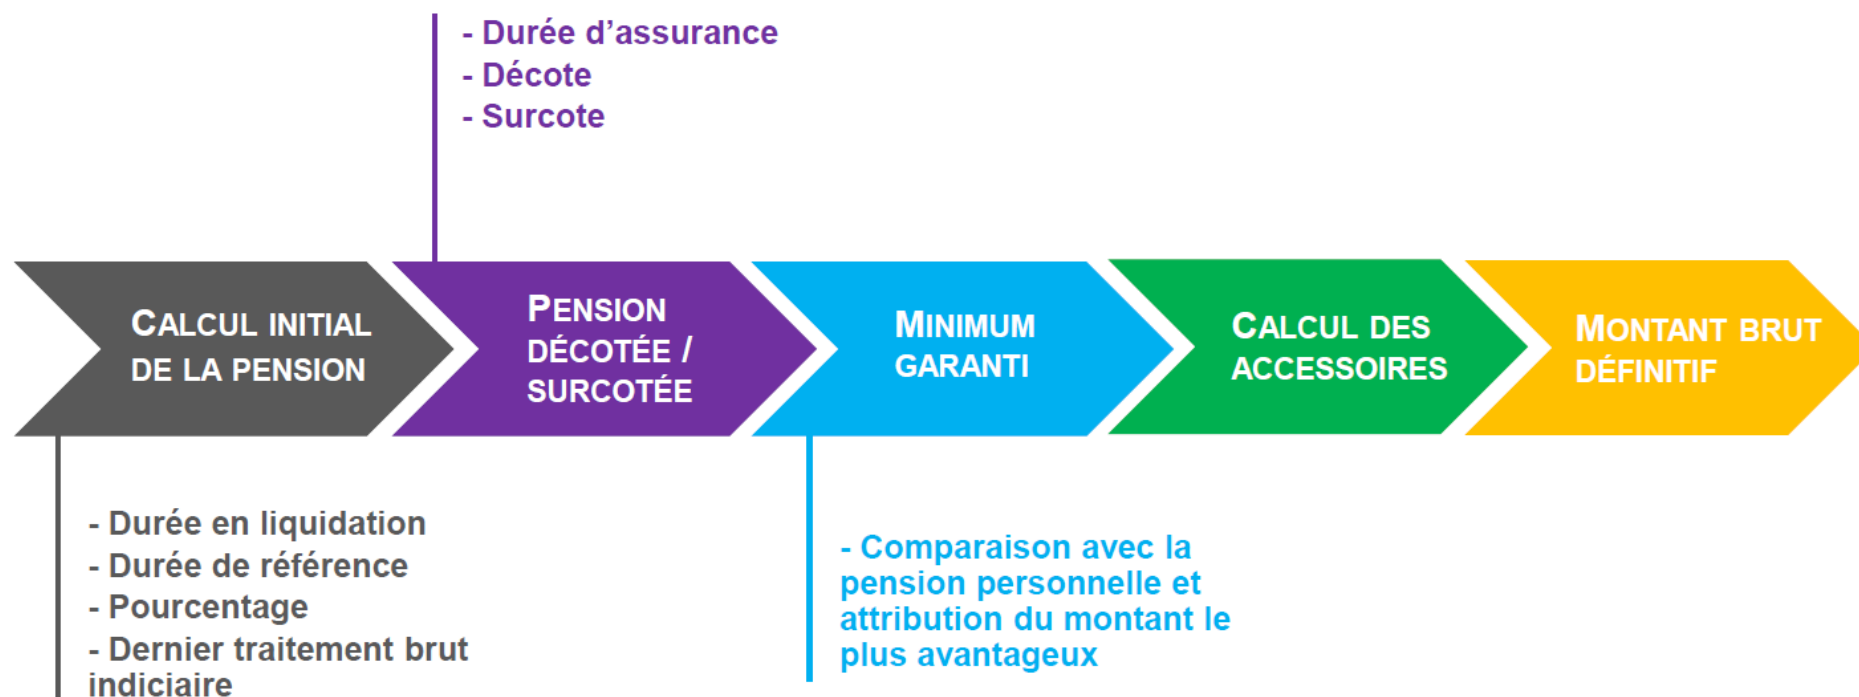 - Durée d’assurance
- Décote
- Surcote
CALCUL INITIAL
DE LA PENSION
PENSION
DÉCOTÉE /
SURCOTÉE
MINIMUM
GARANTI
CALCUL DES
ACCESSOIRES
MONTANT BRUT
DÉFINITIF
- Durée en liquidation
- Durée de référence
- Pourcentage
- Dernier traitement brut
indiciaire
- Comparaison avec la
pension personnelle et
attribution du montant le
plus avantageux